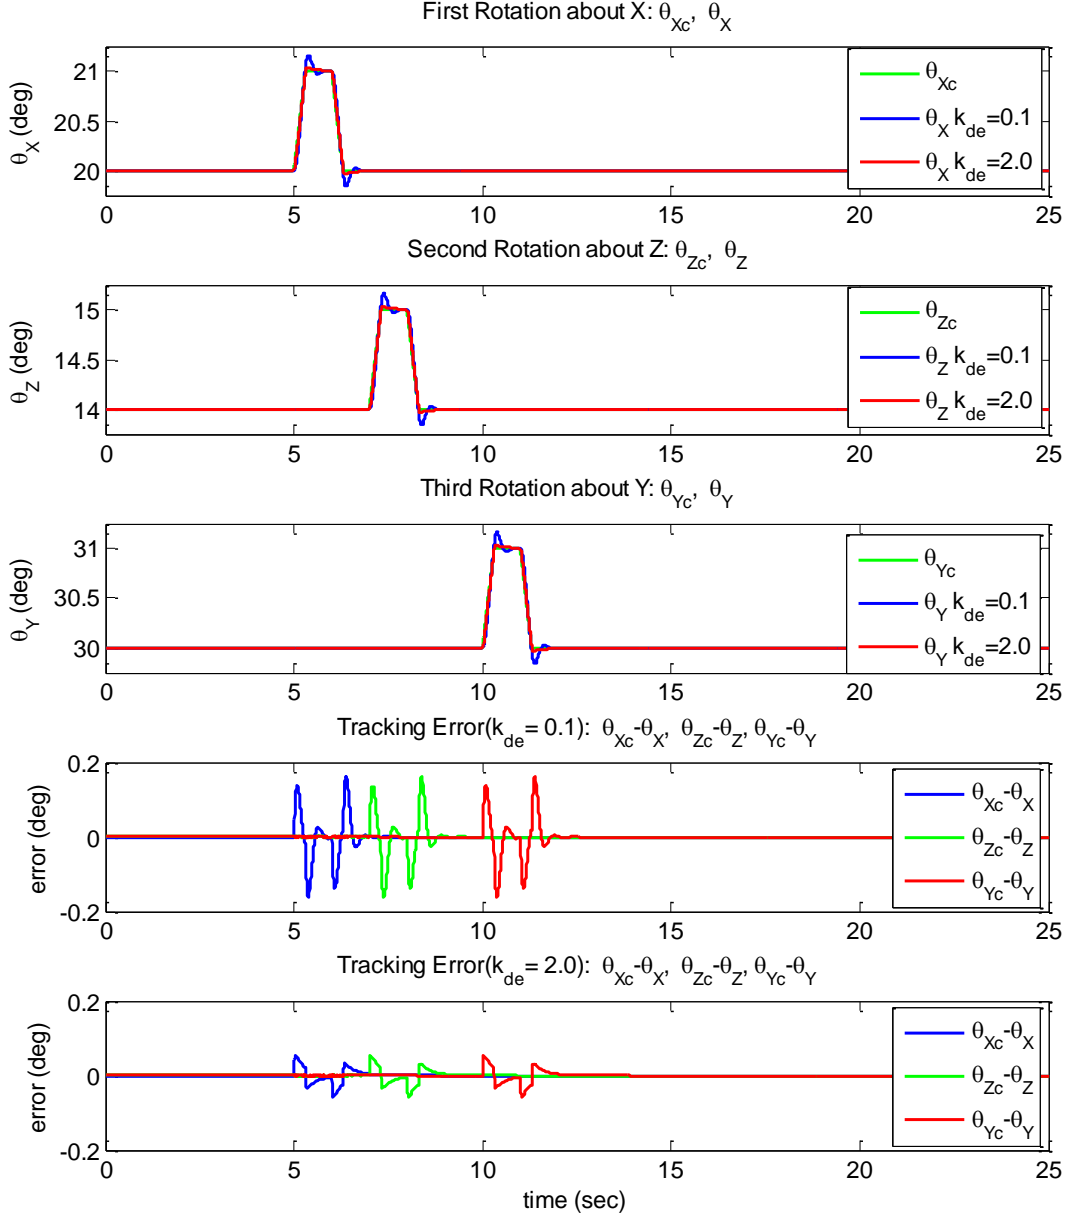 First Rotation about X: θXc, θX
θX (deg)
21
20.5
20
0 5 10 15 20 25
θXc
θX kde=0.1
θX kde=2.0
Second Rotation about Z: θZc, θZ
θZ (deg)
15
14.5
14
0 5 10 15 20 25
θZc
θZ kde=0.1
θZ kde=2.0
Third Rotation about Y: θYc, θY
θY (deg)
31
30.5
30
0 5 10 15 20 25
θYc
θY kde=0.1
θY kde=2.0
Tracking Error(kde= 0.1): θXc-θX, θZc-θZ, θYc-θY
error (deg)
0.2
0
-0.2
0 5 10 15 20 25
θXc-θX
θZc-θZ
θYc-θY
Tracking Error(kde= 2.0): θXc-θX, θZc-θZ, θYc-θY
error (deg)
0.2
0
-0.2
0 5 10 15 20 25
θXc-θX
θZc-θZ
θYc-θY
time (sec)